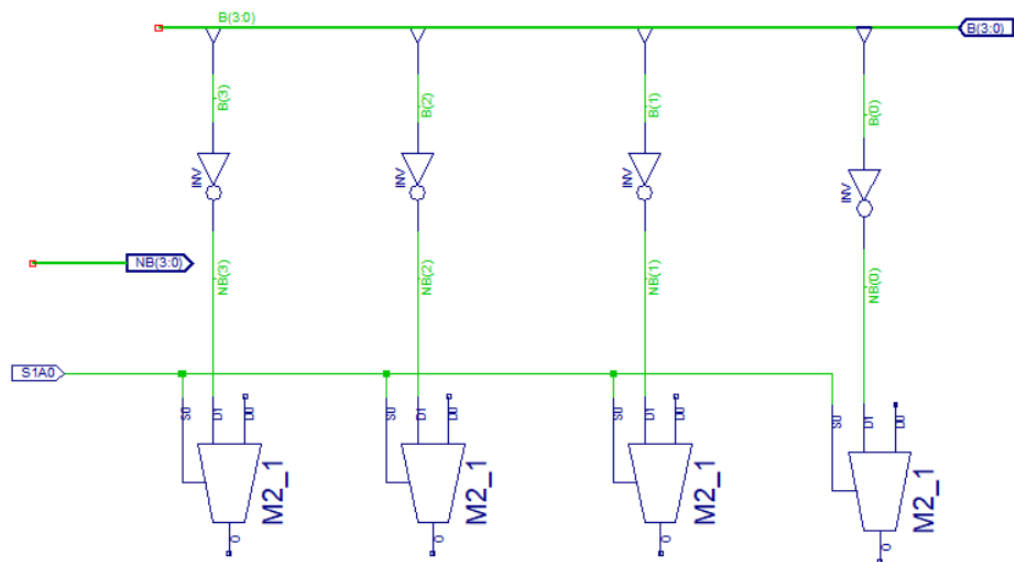 B(3:0)
B(3:0)
B(3)
B(2)
B(1)
B(0)
INV
INV
INV
INV
NB(3:0)
NB(3)
NB(2)
NB(1)
NB(0)
S1A0
S0
D1
D0
S0
D1
D0
S0
D1
D0
S0
D1
D0
M2_1
M2_1
M2_1
M2_1
O
O
O
O